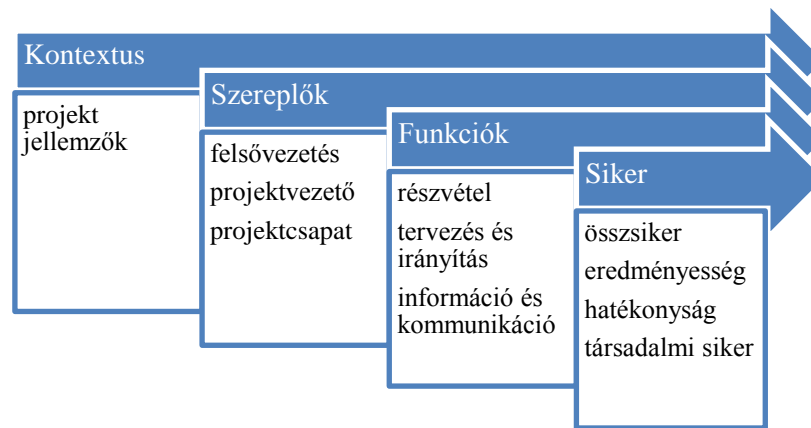 Kontextus
projekt
jellemzők
Szereplők
felsővezetés
projektvezető
projektcsapat
Funkciók
részvétel
tervezés és
irányítás
információ és
kommunikáció
Siker
összsiker
eredményesség
hatékonyság
társadalmi siker